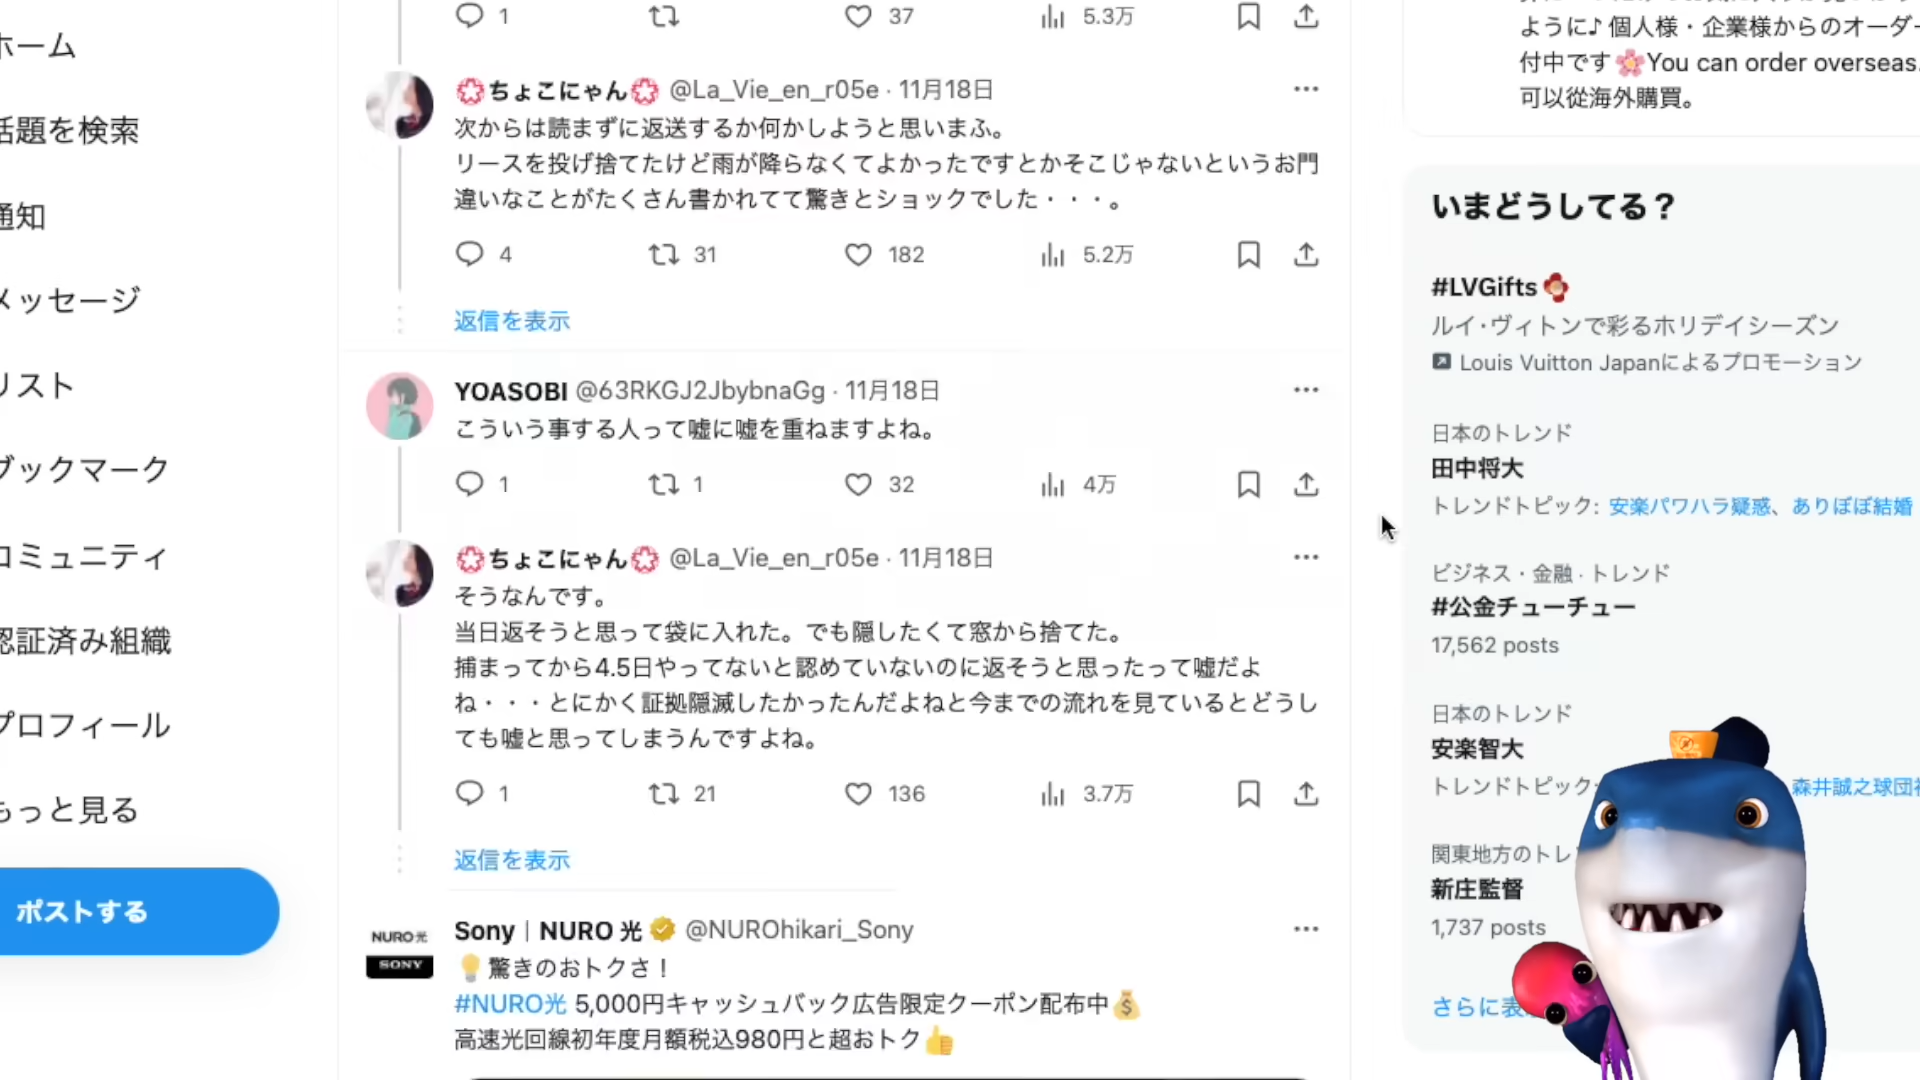 ホーム
話題を検索
通知
メッセージ
リスト
ブックマーク
コミュニティ
認証済み組織
プロフィール
もっと見る
ポストする
1 37 5.3万
ちょこにゃん @La_Vie_en_r05e · 11月18日
次からは読まずに返送するか何かしようと思いまふ。
リースを投げ捨てたけど雨が降らなくてよかったですとかそこじゃないというお門
違いなことがたくさん書かれてて驚きとショックでした・・・。
4 31 182 5.2万
返信を表示
YOASOBI @63RKGJ2JbybnaGg · 11月18日
こういう事する人って嘘に嘘を重ねますよね。
1 1 32 4万
ちょこにゃん @La_Vie_en_r05e · 11月18日
そうなんです。
当日返そうと思って袋に入れた。でも隠したくて窓から捨てた。
捕まってから4.5日やってないと認めていないのに返そうと思ったって嘘だよ
ね・・・とにかく証拠隠滅したかったんだよねと今までの流れを見ているとどうし
ても嘘と思ってしまうんですよね。
1 21 136 3.7万
返信を表示
NURO光
SONY
Sony｜NURO 光 @NUROhikari_Sony
驚きのおトクさ！
#NURO光 5,000円キャッシュバック広告限定クーポン配布中
高速光回線初年度月額税込980円と超おトク
ように♪ 個人様・企業様からのオーダー
付中です You can order overseas.
可以從海外購買。
いまどうしてる？
#LVGifts
ルイ·ヴィトンで彩るホリデイシーズン
Louis Vuitton Japanによるプロモーション
日本のトレンド
田中将大
トレンドトピック: 安楽パワハラ疑惑、ありぼぼ結婚
ビジネス・金融 · トレンド
#公金チューチュー
17,562 posts
日本のトレンド
安楽智大
トレンドトピック: 森井誠之球団社
関東地方のトレ
新庄監督
1,737 posts
さらに表